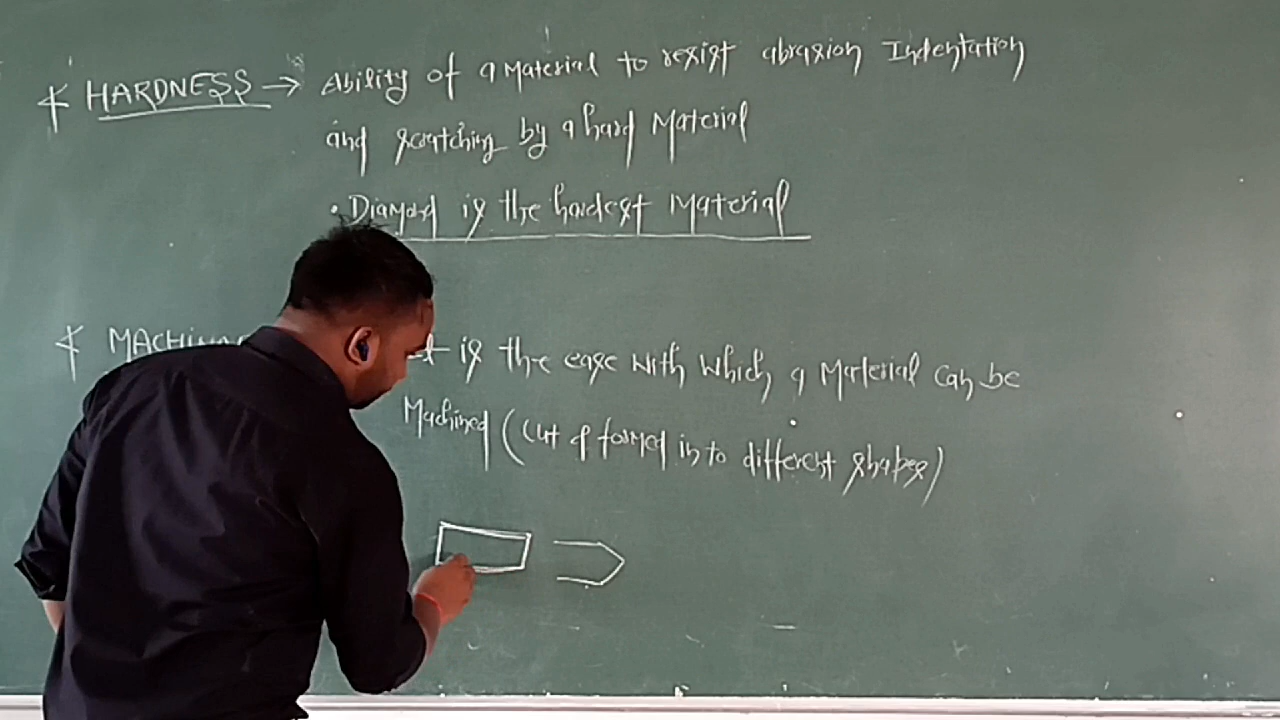 * HARDNESS → Ability of a Material to resist abrasion Indentation
and scratching by a hard Material
• Diamond is the hardest Material
* is the ease with which a Material can be
Machined (cut & formed in to different shapes)